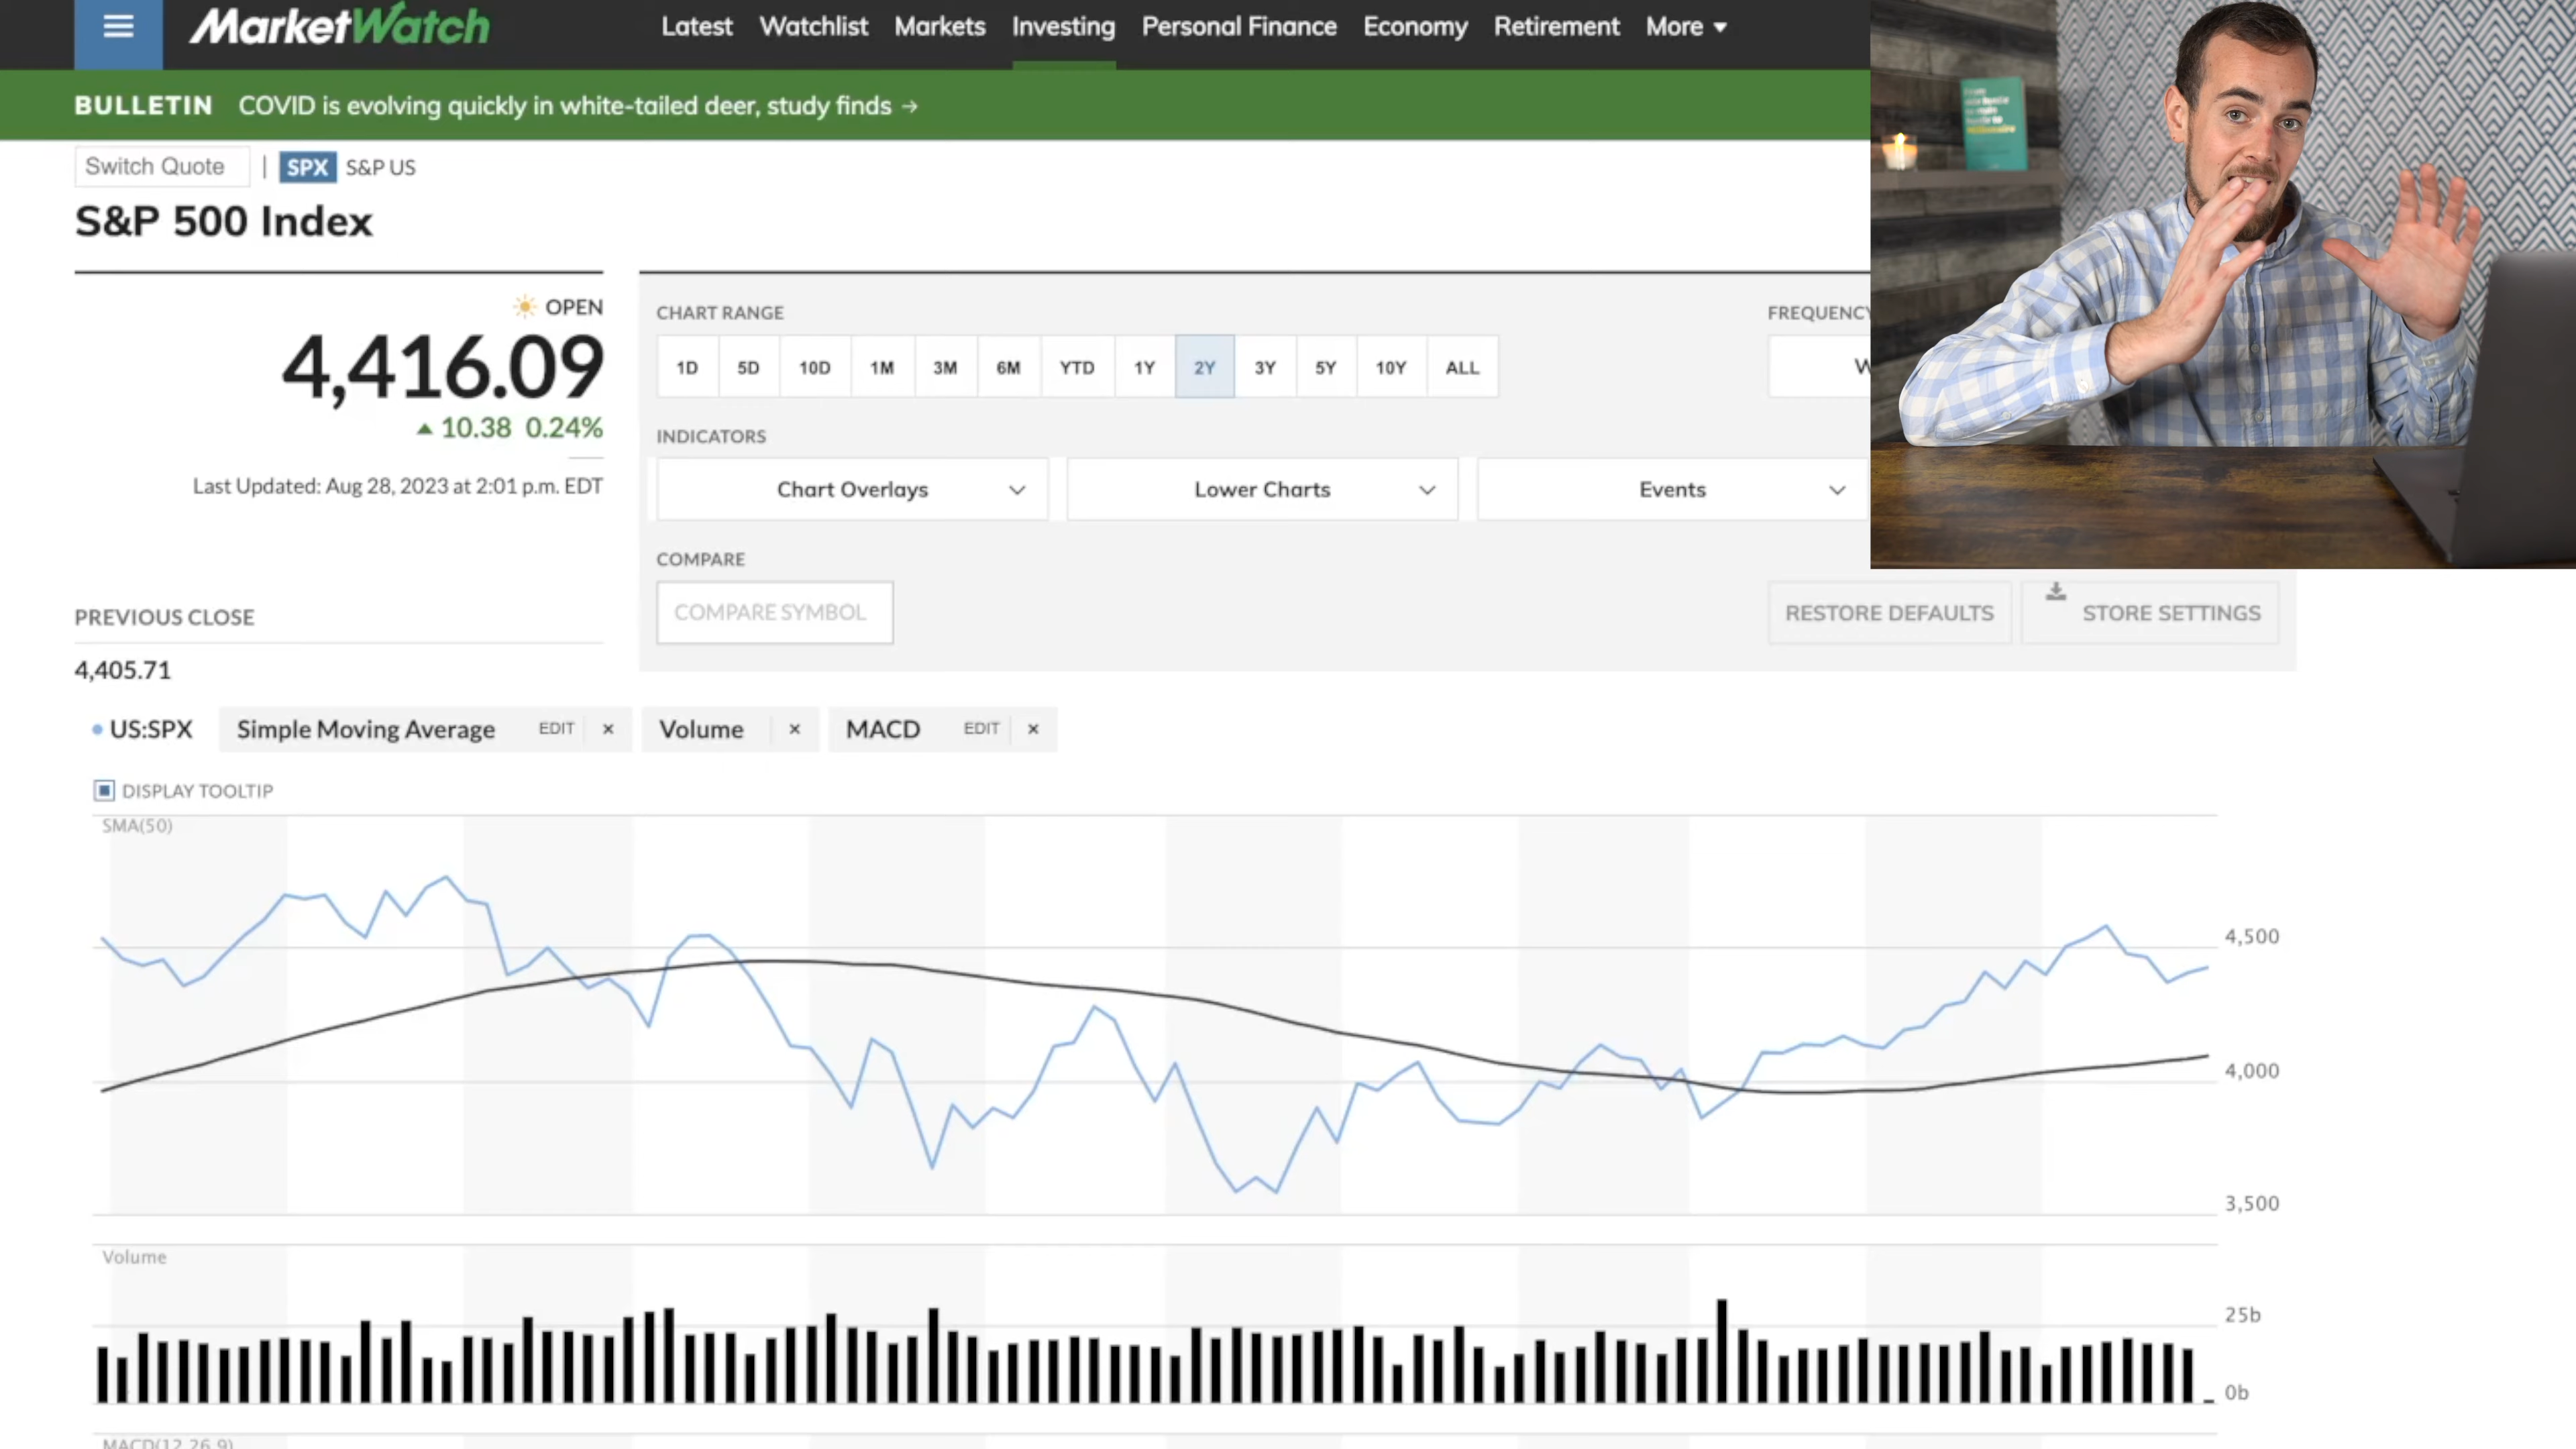 MarketWatch
Latest Watchlist Markets Investing Personal Finance Economy Retirement More
BULLETIN COVID is evolving quickly in white-tailed deer, study finds →
Switch Quote | SPX S&P US
S&P 500 Index
OPEN
4,416.09
▲ 10.38 0.24%
Last Updated: Aug 28, 2023 at 2:01 p.m. EDT
PREVIOUS CLOSE
4,405.71
CHART RANGE
1D 5D 10D 1M 3M 6M YTD 1Y 2Y 3Y 5Y 10Y ALL
FREQUENCY
W
INDICATORS
Chart Overlays Lower Charts Events
COMPARE
COMPARE SYMBOL
RESTORE DEFAULTS STORE SETTINGS
US:SPX Simple Moving Average EDIT × Volume × MACD EDIT ×
DISPLAY TOOLTIP
SMA(50)
4,500
4,000
3,500
Volume
25b
0b
MACD(12,26,9)